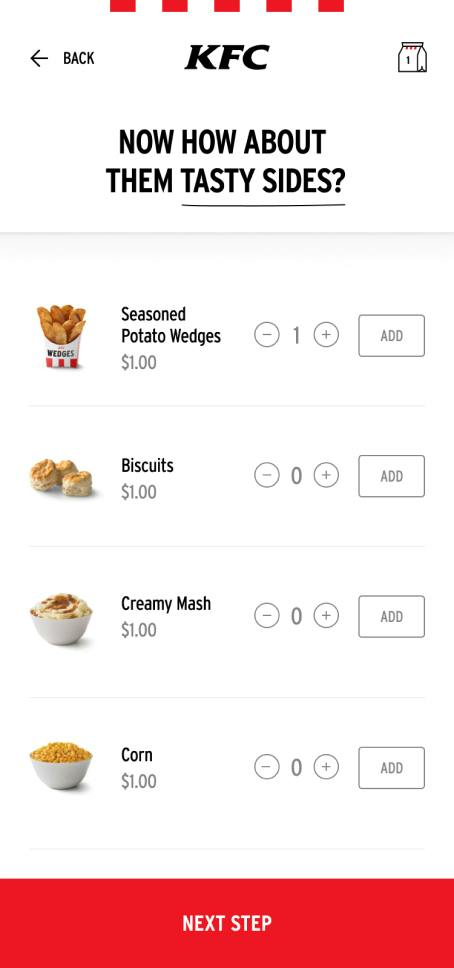 BACK
KFC
1
NOW HOW ABOUT
THEM TASTY SIDES?
WEDGES
Seasoned
Potato Wedges
$1.00
1
ADD
Biscuits
$1.00
0
ADD
Creamy Mash
$1.00
0
ADD
Corn
$1.00
0
ADD
NEXT STEP